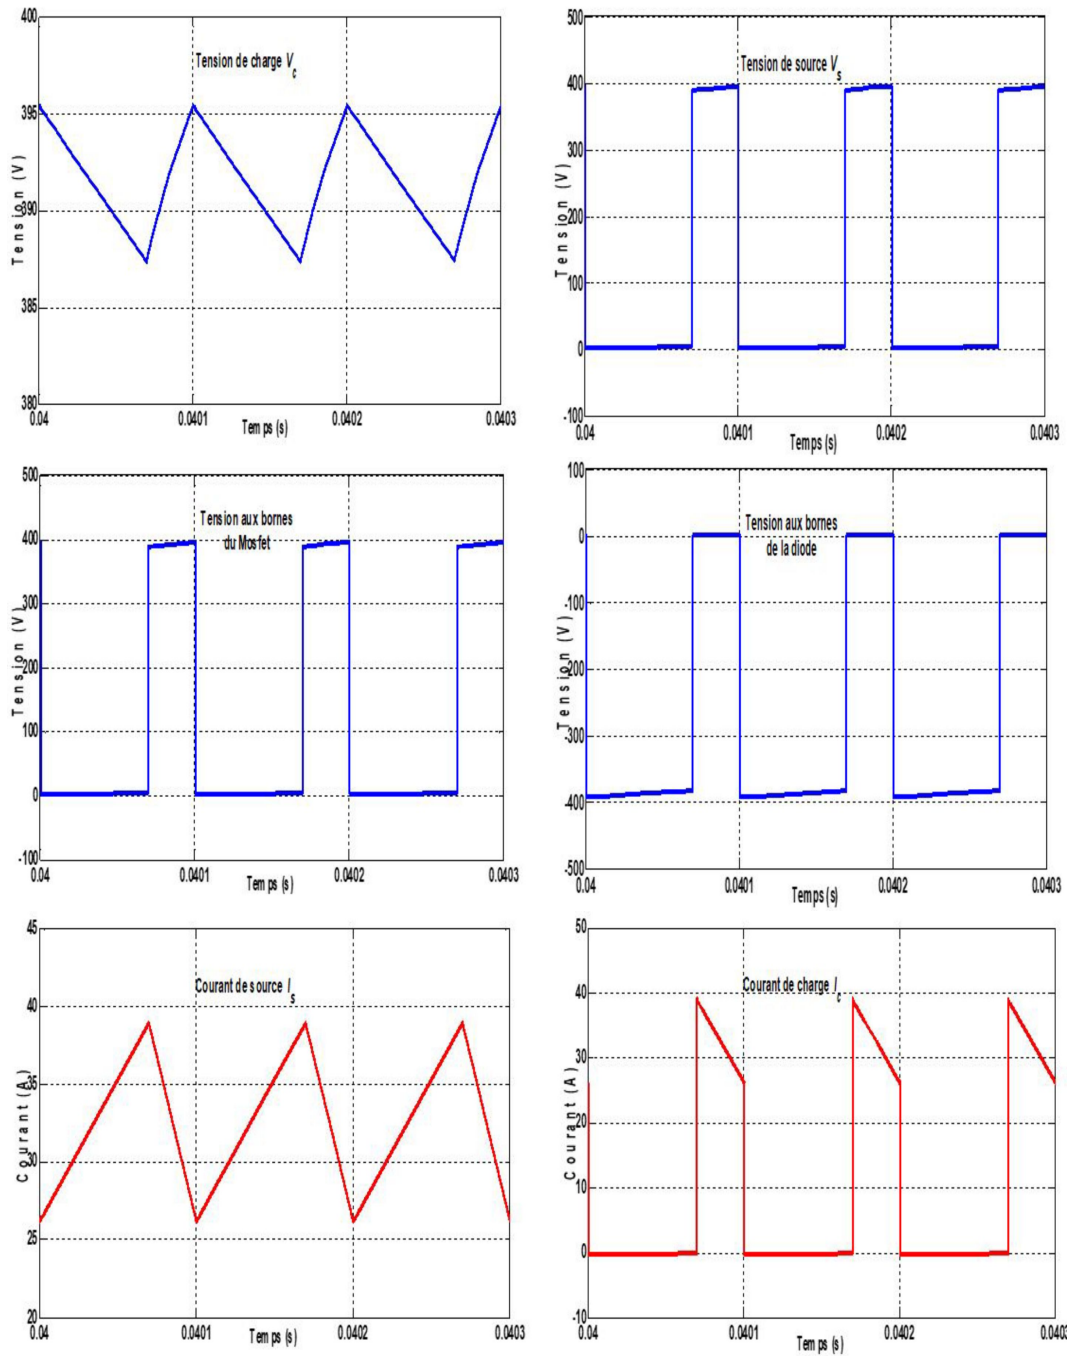 400
395
390
385
380
Tension (V)
Tension de charge Vc
0.04 0.0401 0.0402 0.0403
Temps (s)
500
400
300
200
100
0
-100
Tension (V)
Tension de source Vs
0.04 0.0401 0.0402 0.0403
Temps (s)
500
400
300
200
100
0
-100
Tension (V)
Tension aux bornes
du Mosfet
0.04 0.0401 0.0402 0.0403
Temps (s)
100
0
-100
-200
-300
-400
-500
Tension (V)
Tension aux bornes
de la diode
0.04 0.0401 0.0402 0.0403
Temps (s)
45
40
35
30
25
20
Courant (A)
Courant de source Is
0.04 0.0401 0.0402 0.0403
Temps (s)
50
40
30
20
10
0
-10
Courant (A)
Courant de charge Ic
0.04 0.0401 0.0402 0.0403
Temps (s)